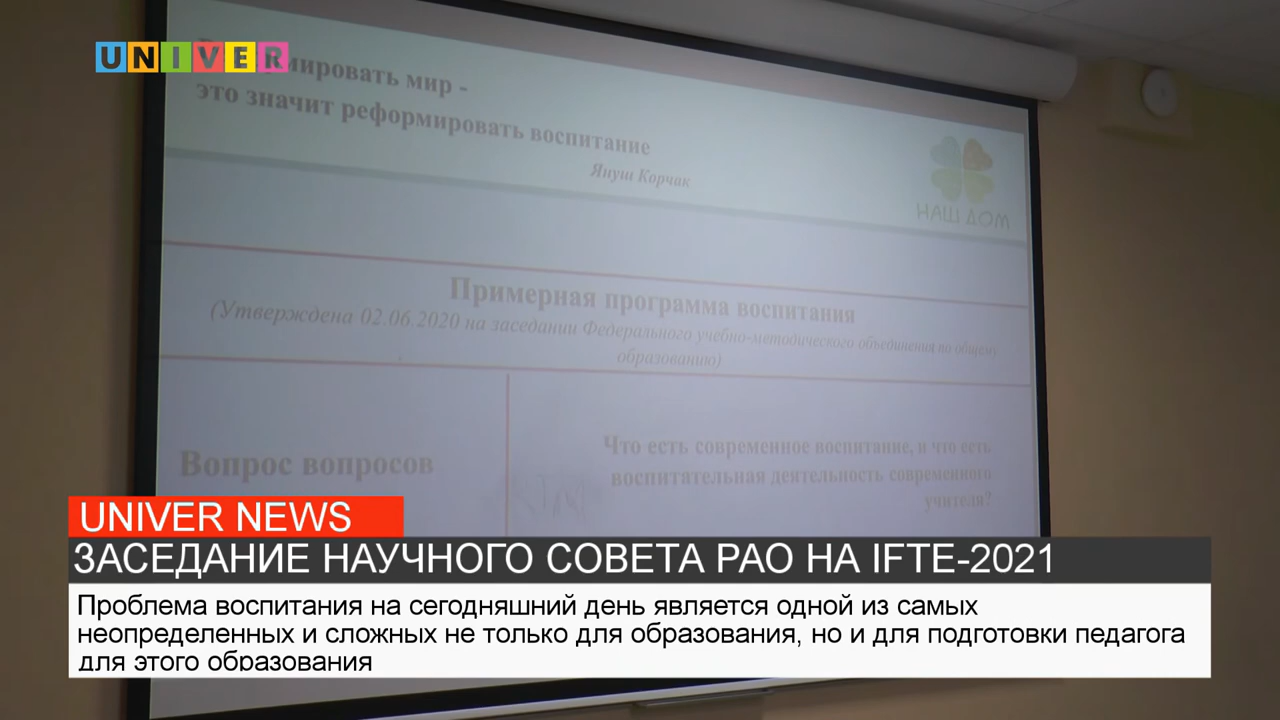 UNIVER
мировать мир -
это значит реформировать воспитание
Януш Корчак
НАШ ДОМ
Примерная программа воспитания
(Утверждена 02.06.2020 на заседании Федерального учебно-методического объединения по общему
образованию)
Вопрос вопросов
Что есть современное воспитание, и что есть
воспитательная деятельность современного
учителя?
UNIVER NEWS
ЗАСЕДАНИЕ НАУЧНОГО СОВЕТА РАО НА IFTE-2021
Проблема воспитания на сегодняшний день является одной из самых
неопределенных и сложных не только для образования, но и для подготовки педагога
для этого образования